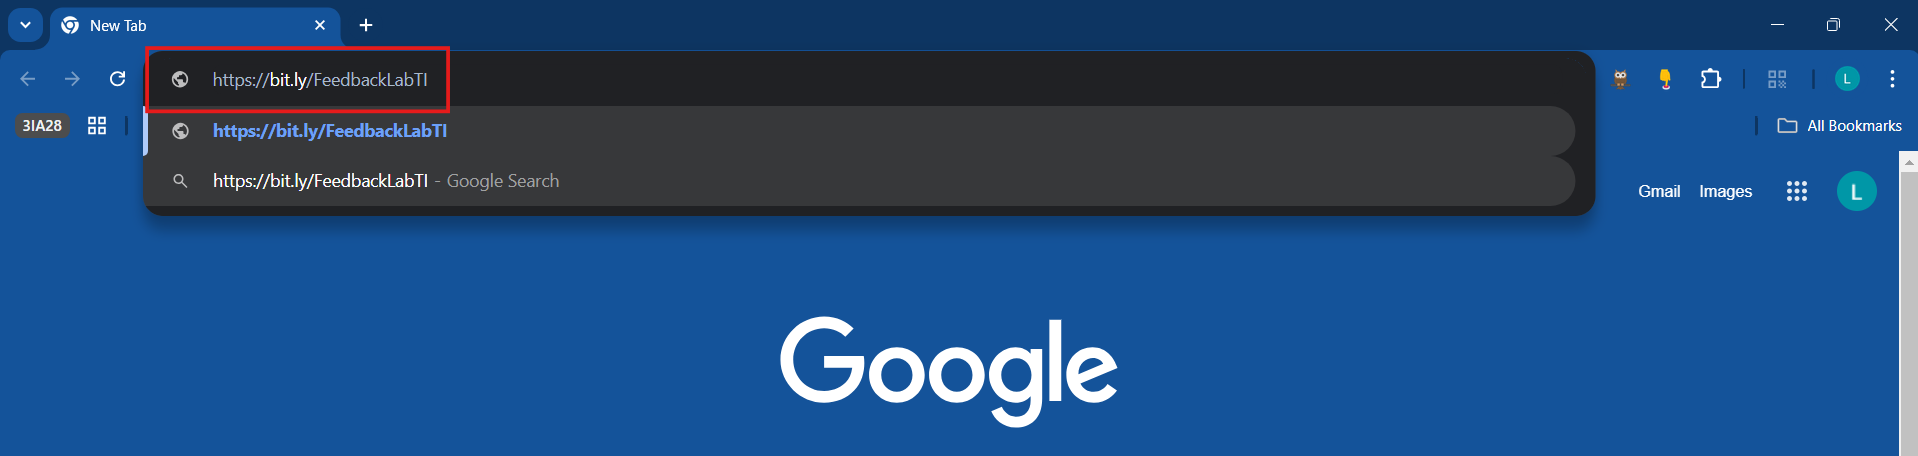 New Tab
https://bit.ly/FeedbackLabTI
L
3IA28
https://bit.ly/FeedbackLabTI
All Bookmarks
https://bit.ly/FeedbackLabTI - Google Search
Gmail Images
L
Google